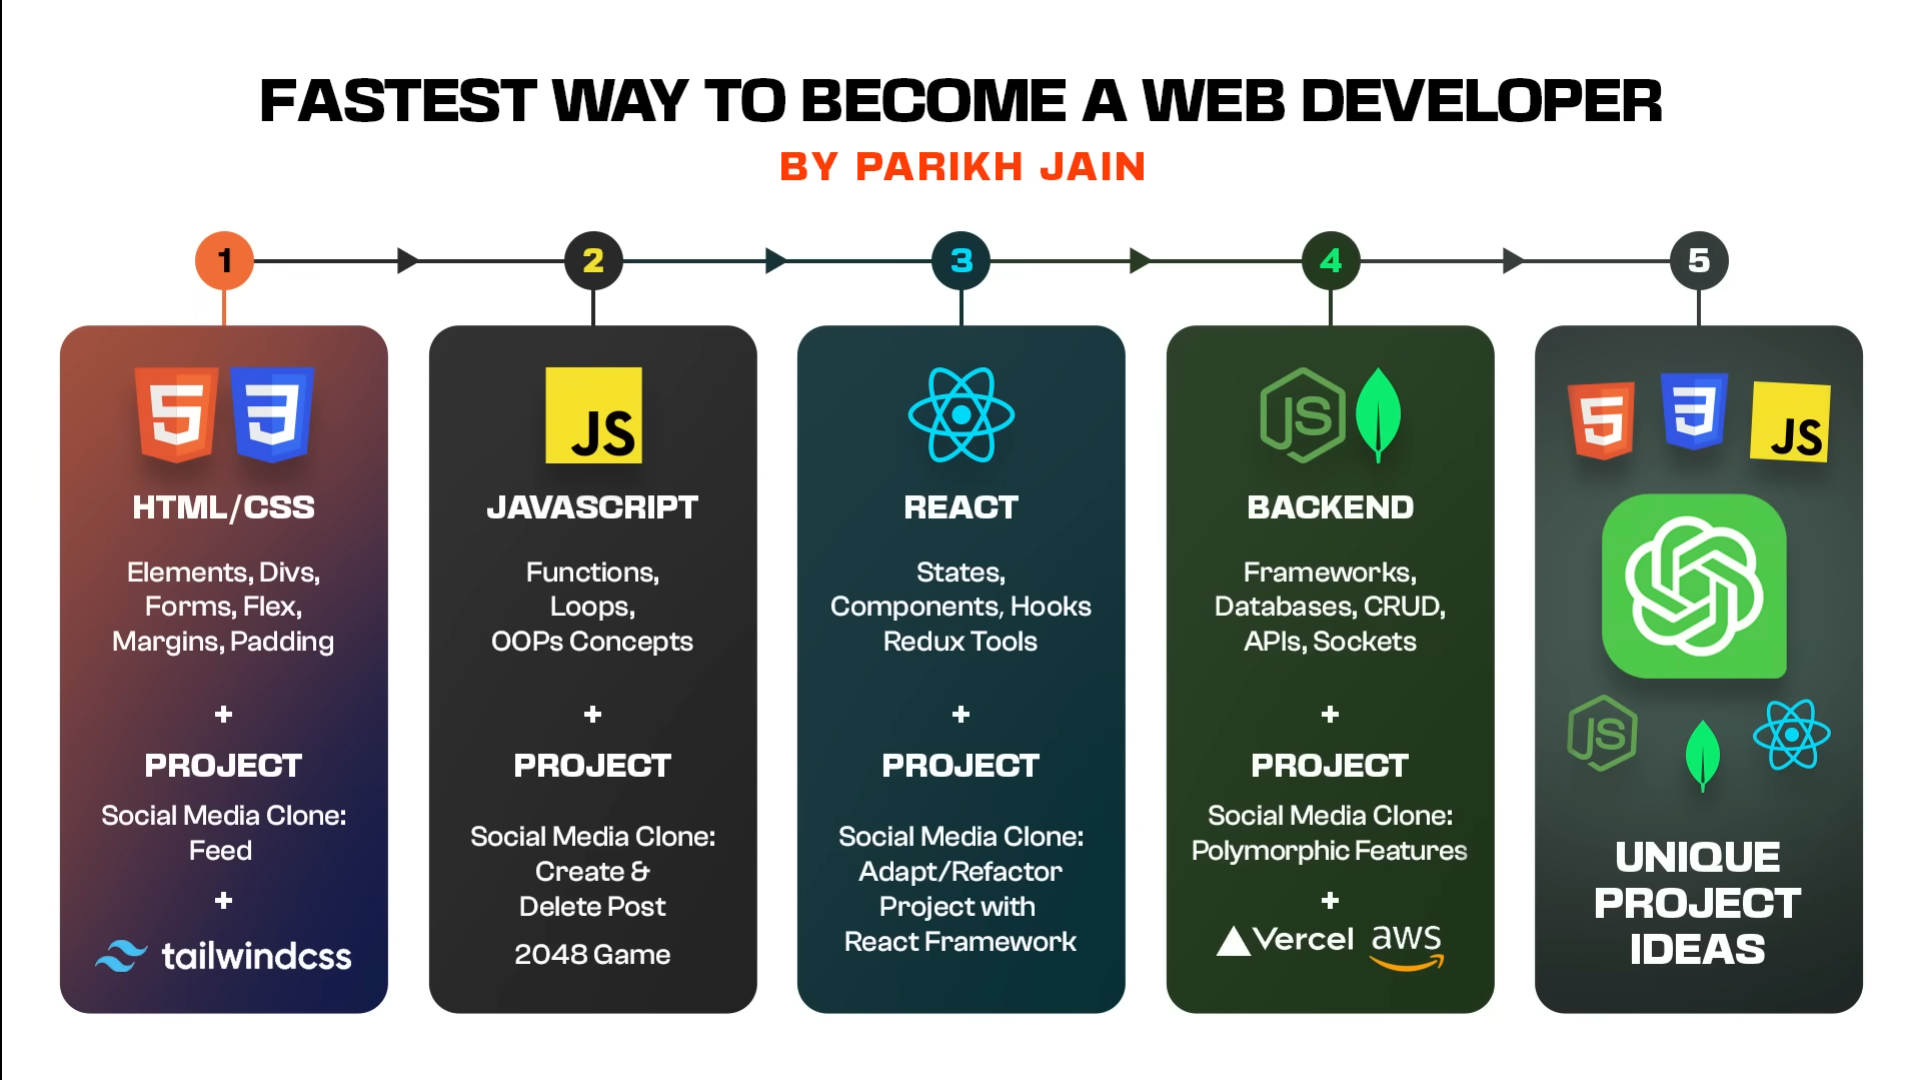 FASTEST WAY TO BECOME A WEB DEVELOPER
BY PARIKH JAIN
1
2
3
4
5
5
3
HTML/CSS
Elements, Divs,
Forms, Flex,
Margins, Padding
+
PROJECT
Social Media Clone:
Feed
+
tailwindcss
JS
JAVASCRIPT
Functions,
Loops,
OOPs Concepts
+
PROJECT
Social Media Clone:
Create &
Delete Post
2048 Game
REACT
States,
Components, Hooks
Redux Tools
+
PROJECT
Social Media Clone:
Adapt/Refactor
Project with
React Framework
JS
BACKEND
Frameworks,
Databases, CRUD,
APIs, Sockets
+
PROJECT
Social Media Clone:
Polymorphic Features
+
Vercel aws
5 3 JS
JS
UNIQUE
PROJECT
IDEAS